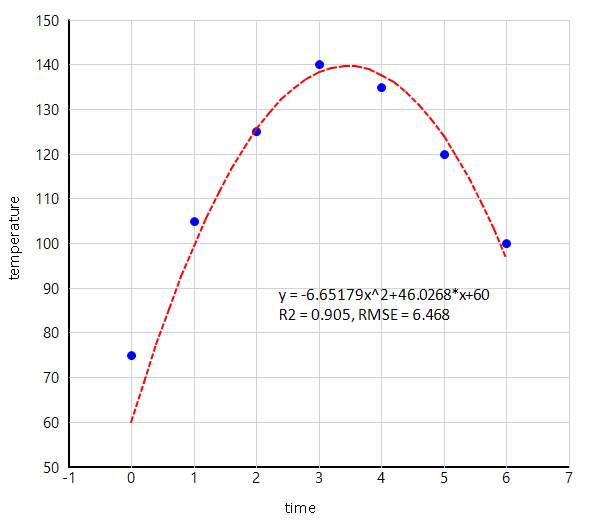 150
140
130
120
110
100
90
80
70
60
50
temperature
y = -6.65179x^2+46.0268*x+60
R2 = 0.905, RMSE = 6.468
-1 0 1 2 3 4 5 6 7
time